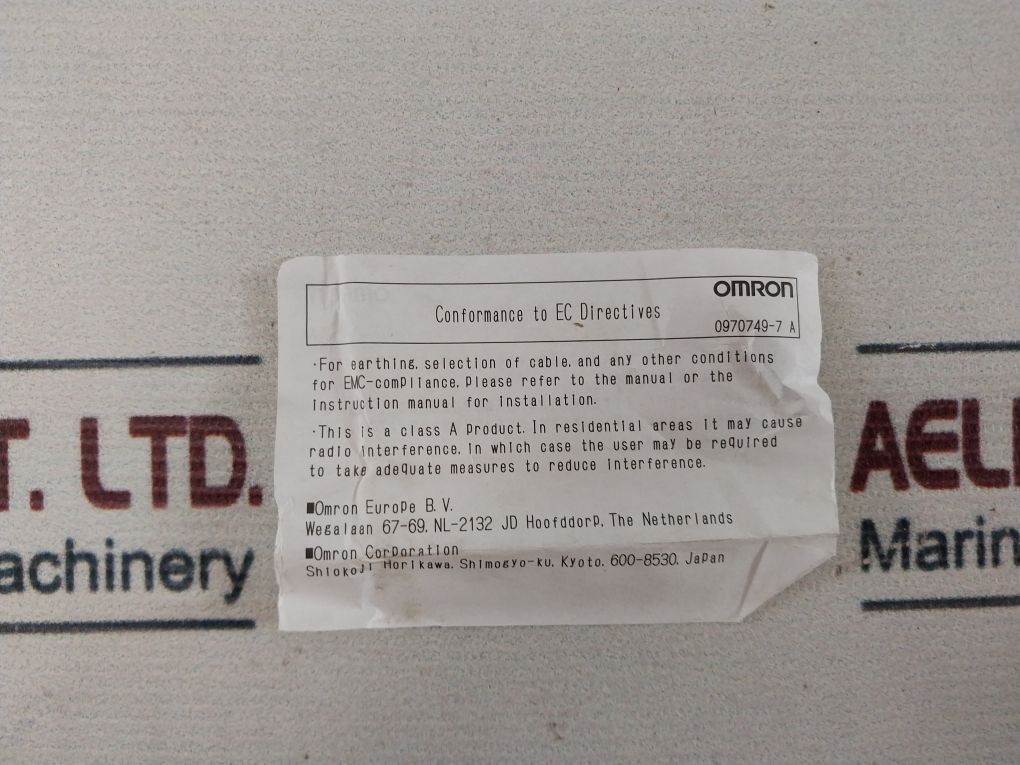 OMRON
Conformance to EC Directives
0970749-7 A
·For earthing, selection of cable, and any other conditions
for EMC-compliance, please refer to the manual or the
instruction manual for installation.
·This is a class A product. In residential areas it may cause
radio interference, in which case the user may be required
to take adequate measures to reduce interference.
■Omron Europe B.V.
Wegalaan 67-69, NL-2132 JD Hoofddorp, The Netherlands
■Omron Corporation
Shiokoji Horikawa, Shimogyo-ku, Kyoto, 600-8530, Japan
T. LTD.
achinery
AEL
Marin